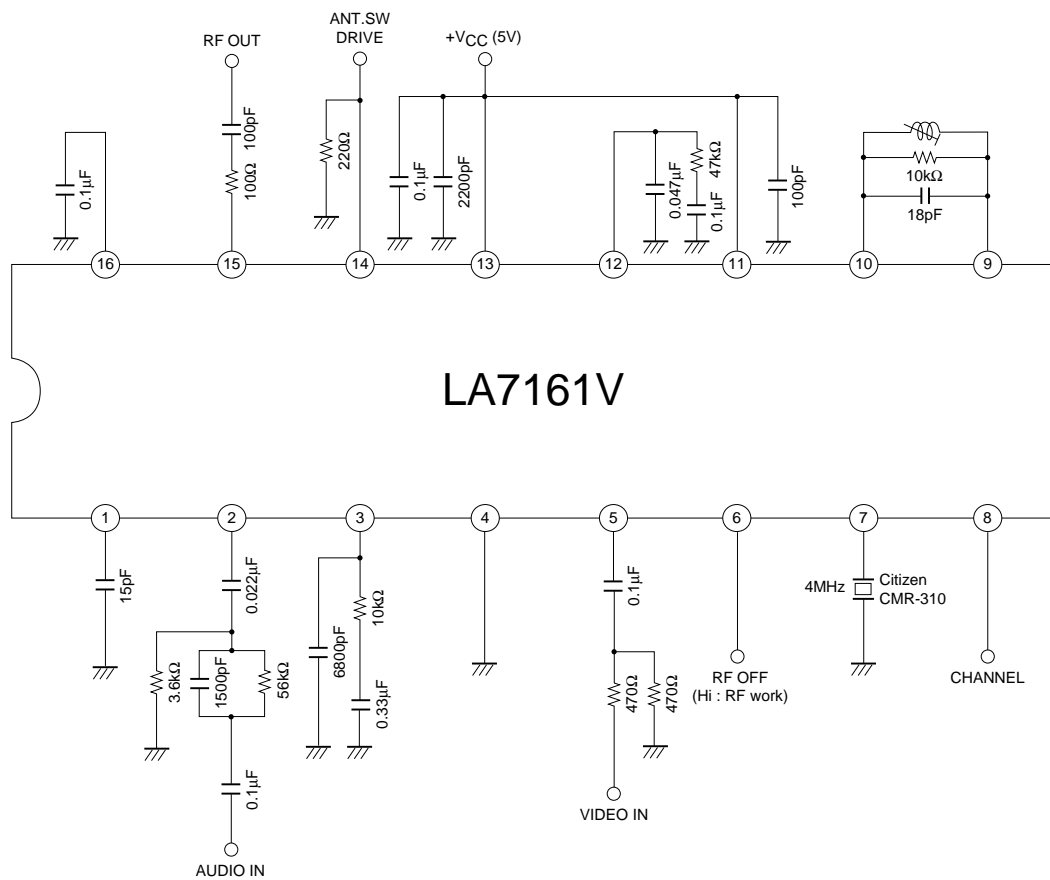 ANT.SW
DRIVE
+VCC (5V)
RF OUT
100pF
100Ω
0.1μF
220Ω
0.1μF
2200pF
0.047μF
47kΩ
0.1μF
100pF
10kΩ
18pF
16
15
14
13
12
11
10
9
LA7161V
1
2
3
4
5
6
7
8
15pF
0.022μF
3.6kΩ
1500pF
56kΩ
0.1μF
AUDIO IN
6800pF
10kΩ
0.33μF
0.1μF
470Ω
470Ω
VIDEO IN
RF OFF
(Hi : RF work)
4MHz
Citizen
CMR-310
CHANNEL